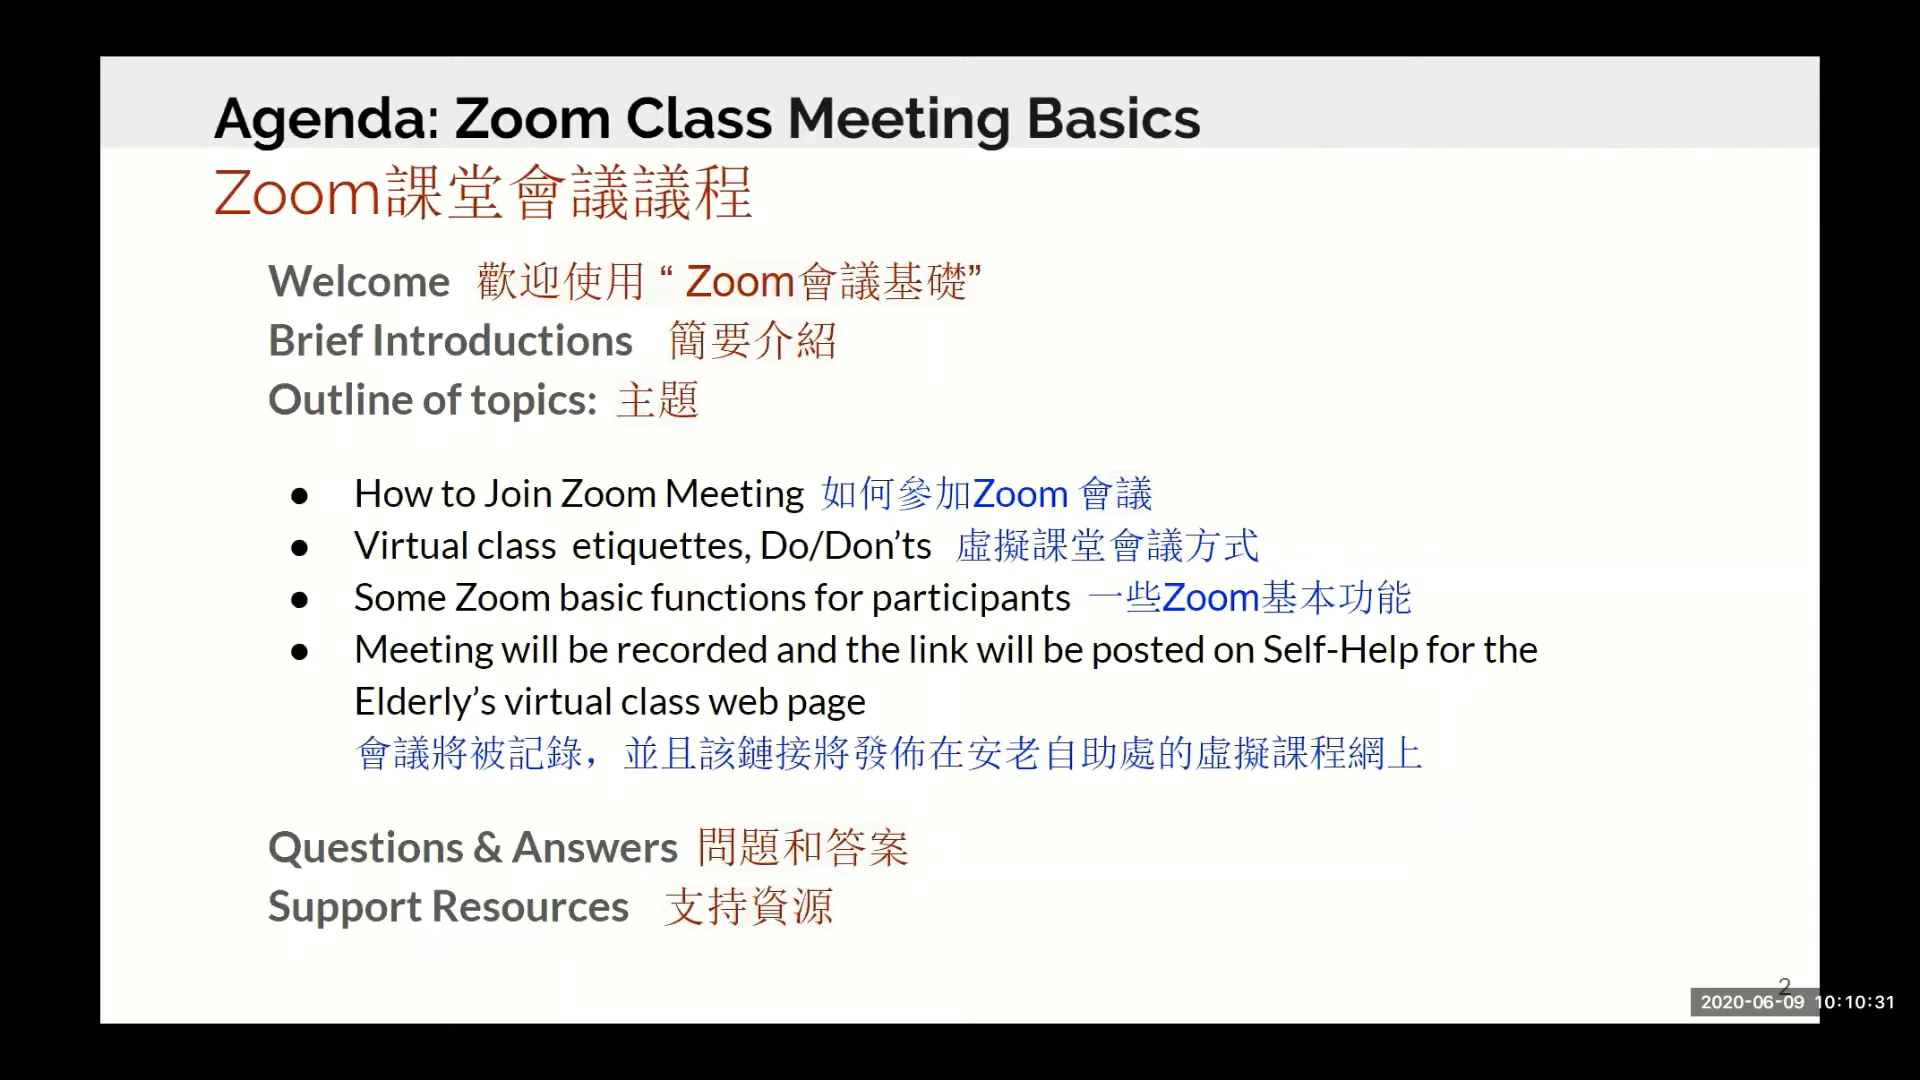 Agenda: Zoom Class Meeting Basics
Zoom課堂會議議程
Welcome 歡迎使用 “ Zoom會議基礎”
Brief Introductions 簡要介紹
Outline of topics: 主題
● How to Join Zoom Meeting 如何參加Zoom 會議
● Virtual class etiquettes, Do/Don’ts 虛擬課堂會議方式
● Some Zoom basic functions for participants 一些Zoom基本功能
● Meeting will be recorded and the link will be posted on Self-Help for the
Elderly’s virtual class web page
會議將被記錄，並且該鏈接將發佈在安老自助處的虛擬課程網上
Questions & Answers 問題和答案
Support Resources 支持資源
2
2020-06-09 10:10:31